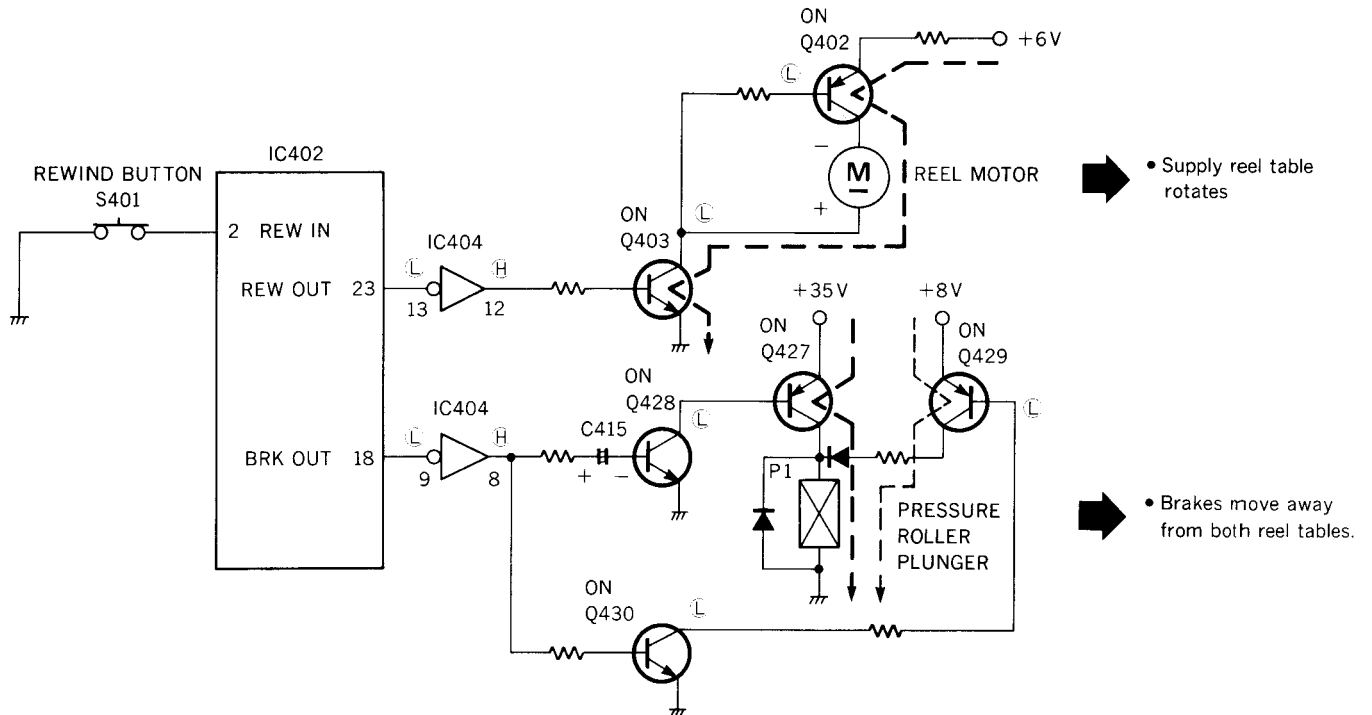 ON
Q402
+6V
Ⓛ
IC402
REWIND BUTTON
S401
2 REW IN
REW OUT 23
BRK OUT 18
IC404
Ⓛ
Ⓗ
13
12
ON
Q403
Ⓛ
−
M
+
REEL MOTOR
• Supply reel table
rotates
+35V
+8V
ON
Q427
ON
Q429
Ⓛ
IC404
Ⓛ
Ⓗ
9
8
C415
+
−
ON
Q428
Ⓛ
P1
PRESSURE
ROLLER
PLUNGER
• Brakes move away
from both reel tables.
ON
Q430
Ⓛ